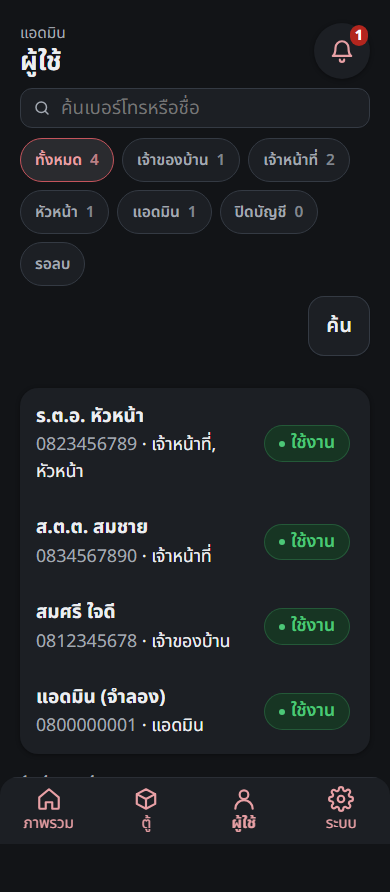 แอดมิน
ผู้ใช้
1
ค้นเบอร์โทรหรือชื่อ
ทั้งหมด 4 เจ้าของบ้าน 1 เจ้าหน้าที่ 2
หัวหน้า 1 แอดมิน 1 ปิดบัญชี 0
รอลบ
ค้น
ร.ต.อ. หัวหน้า
0823456789 · เจ้าหน้าที่,
หัวหน้า
ใช้งาน
ส.ต.ต. สมชาย
0834567890 · เจ้าหน้าที่
ใช้งาน
สมศรี ใจดี
0812345678 · เจ้าของบ้าน
ใช้งาน
แอดมิน (จำลอง)
0800000001 · แอดมิน
ใช้งาน
ภาพรวม ตู้ ผู้ใช้ ระบบ